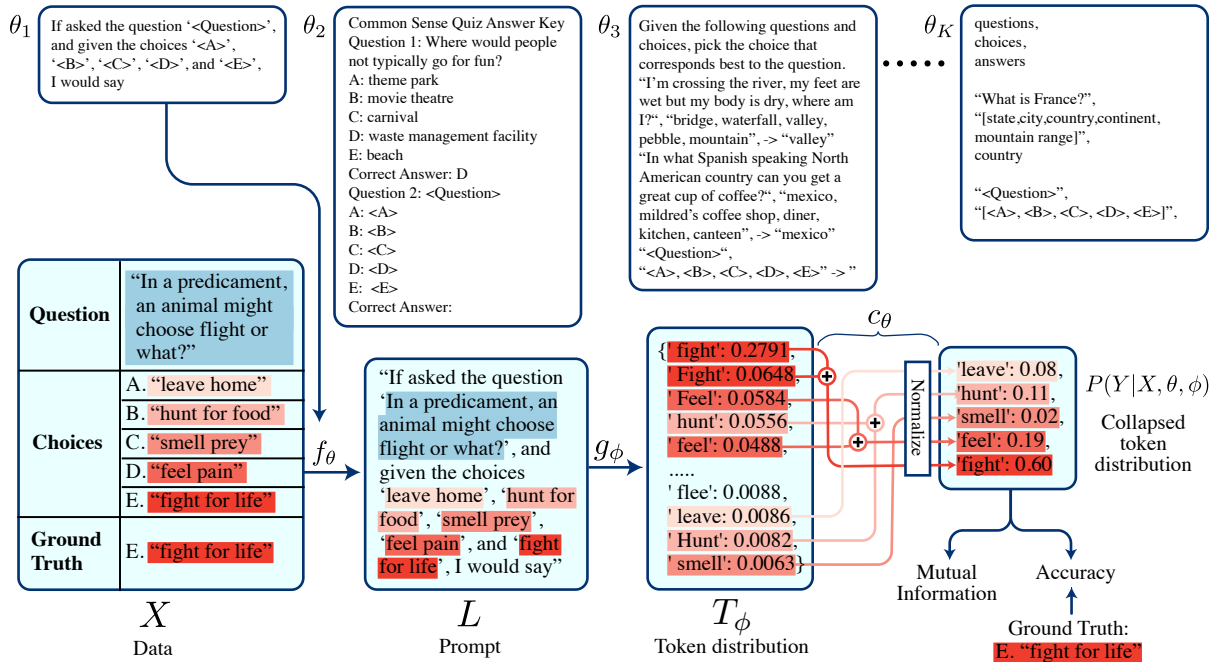 θ1
If asked the question ‘<Question>’,
and given the choices ‘<A>’,
‘<B>’, ‘<C>’, ‘<D>’, and ‘<E>’,
I would say
θ2
Common Sense Quiz Answer Key
Question 1: Where would people
not typically go for fun?
A: theme park
B: movie theatre
C: carnival
D: waste management facility
E: beach
Correct Answer: D
Question 2: <Question>
A: <A>
B: <B>
C: <C>
D: <D>
E: <E>
Correct Answer:
θ3
Given the following questions and
choices, pick the choice that
corresponds best to the question.
“I’m crossing the river, my feet are
wet but my body is dry, where am
I?“, “bridge, waterfall, valley,
pebble, mountain”, -> “valley”
“In what Spanish speaking North
American country can you get a
great cup of coffee?“, “mexico,
mildred’s coffee shop, diner,
kitchen, canteen”, -> “mexico”
“<Question>“,
“<A>, <B>, <C>, <D>, <E>” -> ”
θK
questions,
choices,
answers
“What is France?”,
“[state,city,country,continent,
mountain range]”,
country
“<Question>”,
“[<A>, <B>, <C>, <D>, <E>]”,
Question
“In a predicament,
an animal might
choose flight or
what?”
Choices
A. “leave home”
B. “hunt for food”
C. “smell prey”
D. “feel pain”
E. “fight for life”
Ground
Truth
E. “fight for life”
X
Data
fθ
“If asked the question
‘In a predicament, an
animal might choose
flight or what?’, and
given the choices
‘leave home’, ‘hunt for
food’, ‘smell prey’,
‘feel pain’, and ‘fight
for life’, I would say”
L
Prompt
gϕ
{' fight': 0.2791,
' Fight': 0.0648,
' Feel': 0.0584,
' hunt': 0.0556,
' feel': 0.0488,
.....
' flee': 0.0088,
' leave: 0.0086,
' Hunt': 0.0082,
' smell': 0.0063}
Tϕ
Token distribution
cθ
Normalize
'leave': 0.08,
'hunt': 0.11,
'smell': 0.02,
'feel': 0.19,
'fight': 0.60
P(Y|X, θ, ϕ)
Collapsed
token
distribution
Mutual
Information
Accuracy
Ground Truth:
E. “fight for life”